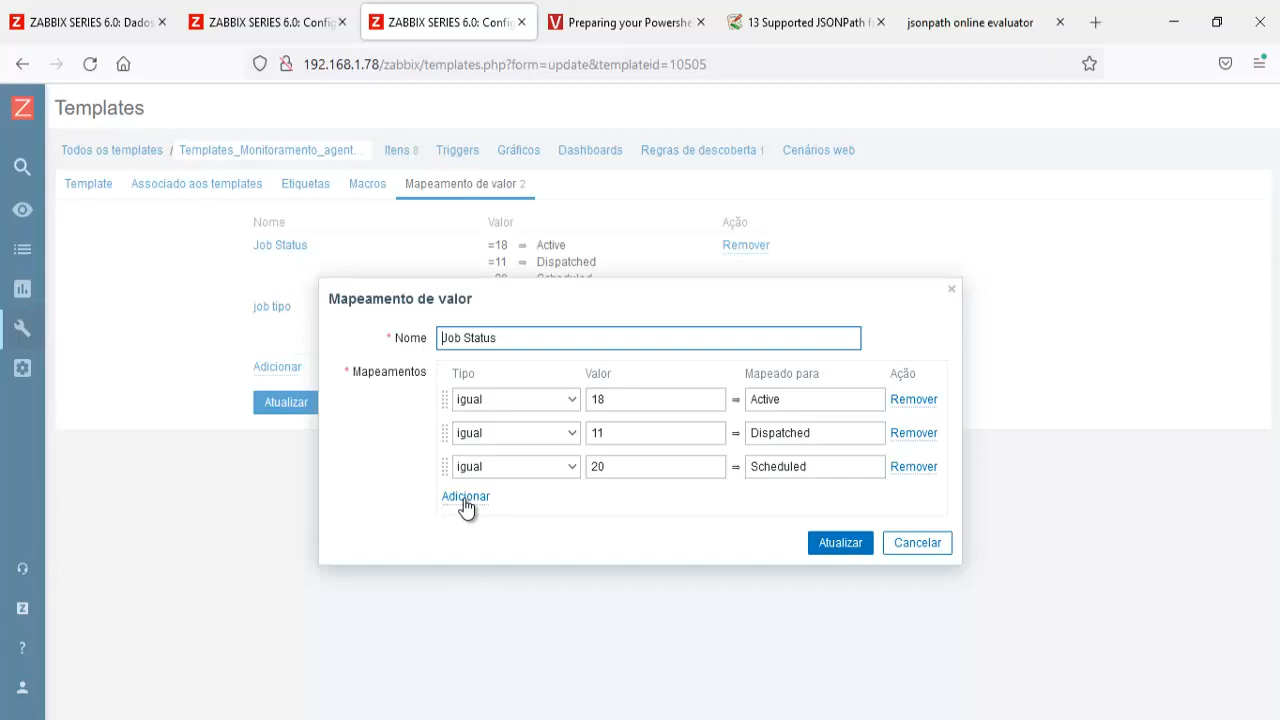 ZABBIX SERIES 6.0: Dados
ZABBIX SERIES 6.0: Config
ZABBIX SERIES 6.0: Config
Preparing your Powershe
13 Supported JSONPath f
jsonpath online evaluator
192.168.1.78/zabbix/templates.php?form=update&templateid=10505
Z
Templates
Todos os templates / Templates_Monitoramento_agent... Itens 8 Triggers Gráficos Dashboards Regras de descoberta 1 Cenários web
Template Associado aos templates Etiquetas Macros Mapeamento de valor 2
Nome Valor Ação
Job Status =18 ⇒ Active Remover
=11 ⇒ Dispatched
job tipo
Adicionar
Atualizar
Mapeamento de valor
* Nome Job Status
* Mapeamentos Tipo Valor Mapeado para Ação
igual 18 ⇒ Active Remover
igual 11 ⇒ Dispatched Remover
igual 20 ⇒ Scheduled Remover
Adicionar
Atualizar Cancelar
Z
?